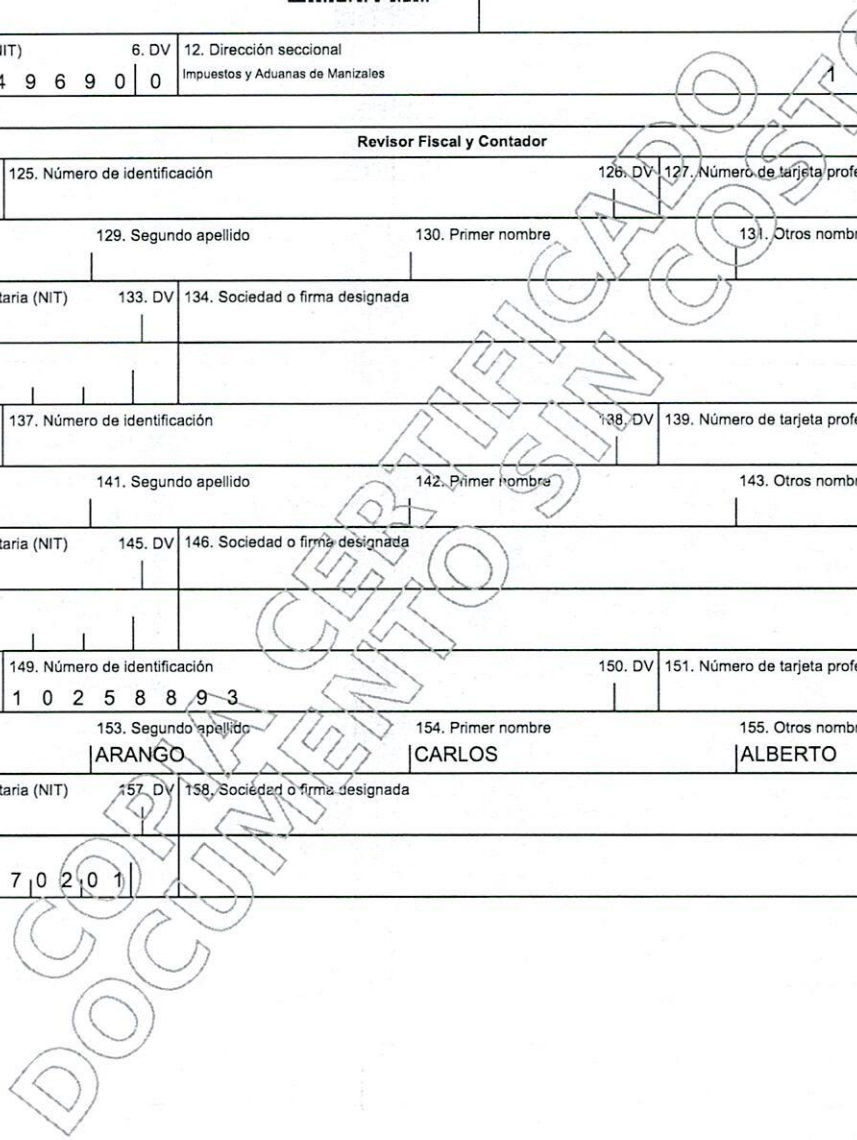 IIT) 6. DV 12. Dirección seccional
4 9 6 9 0 0 Impuestos y Aduanas de Manizales 1
Revisor Fiscal y Contador
125. Número de identificación 126. DV 127. Número de tarjeta profe
129. Segundo apellido 130. Primer nombre 131. Otros nombr
taria (NIT) 133. DV 134. Sociedad o firma designada
137. Número de identificación 138. DV 139. Número de tarjeta profe
141. Segundo apellido 142. Primer nombre 143. Otros nombr
taria (NIT) 145. DV 146. Sociedad o firma designada
149. Número de identificación 150. DV 151. Número de tarjeta profe
1 0 2 5 8 8 9 3
153. Segundo apellido 154. Primer nombre 155. Otros nombr
ARANGO CARLOS ALBERTO
taria (NIT) 157. DV 158. Sociedad o firma designada
7 0 2 0 1
COPIA CERTIFICADO
DOCUMENTO SIN COSTO